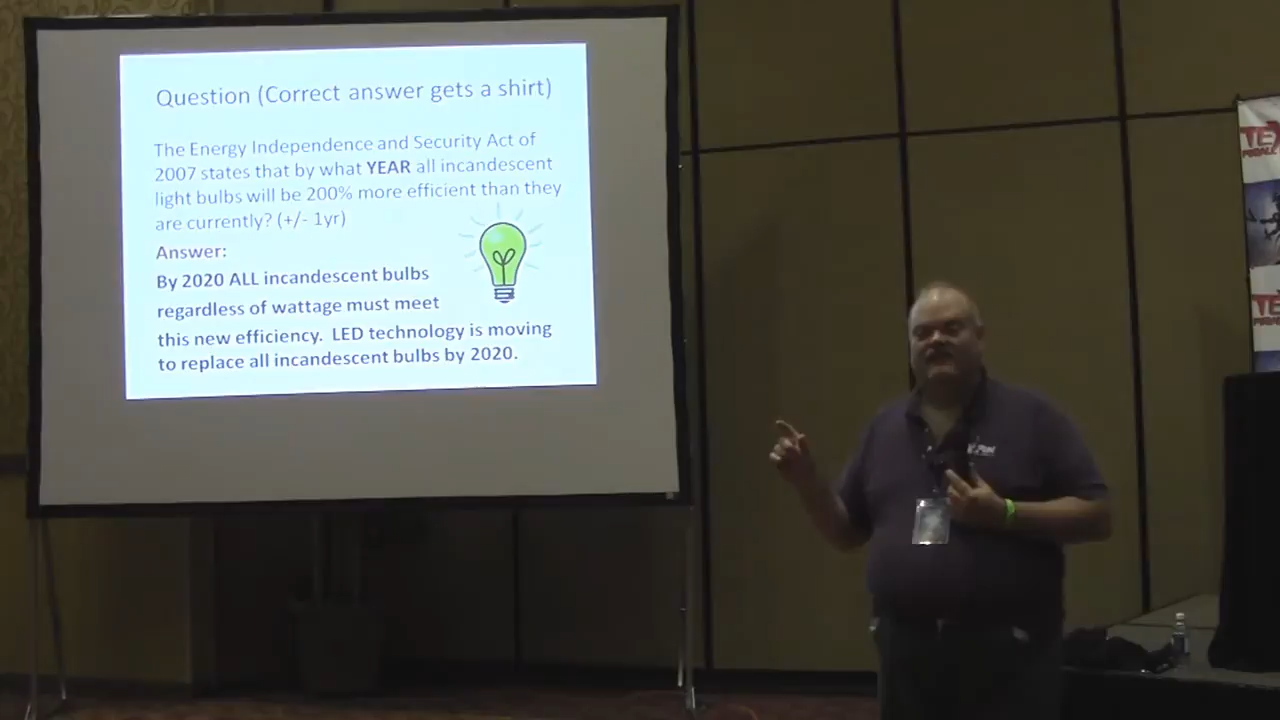 Question (Correct answer gets a shirt)
The Energy Independence and Security Act of
2007 states that by what YEAR all incandescent
light bulbs will be 200% more efficient than they
are currently? (+/- 1yr)
Answer:
By 2020 ALL incandescent bulbs
regardless of wattage must meet
this new efficiency. LED technology is moving
to replace all incandescent bulbs by 2020.
TE
TE